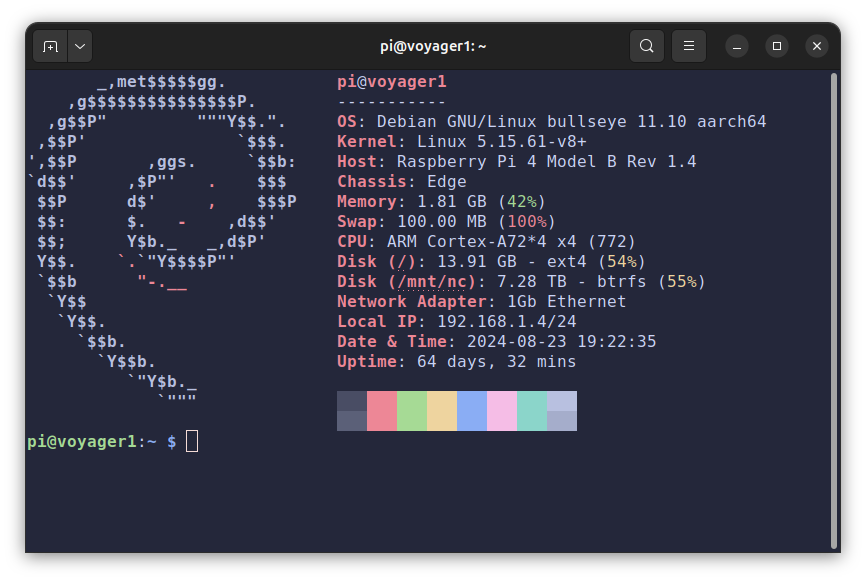 pi@voyager1: ~
pi@voyager1
-----------
OS: Debian GNU/Linux bullseye 11.10 aarch64
Kernel: Linux 5.15.61-v8+
Host: Raspberry Pi 4 Model B Rev 1.4
Chassis: Edge
Memory: 1.81 GB (42%)
Swap: 100.00 MB (100%)
CPU: ARM Cortex-A72*4 x4 (772)
Disk (/): 13.91 GB - ext4 (54%)
Disk (/mnt/nc): 7.28 TB - btrfs (55%)
Network Adapter: 1Gb Ethernet
Local IP: 192.168.1.4/24
Date & Time: 2024-08-23 19:22:35
Uptime: 64 days, 32 mins
pi@voyager1:~ $